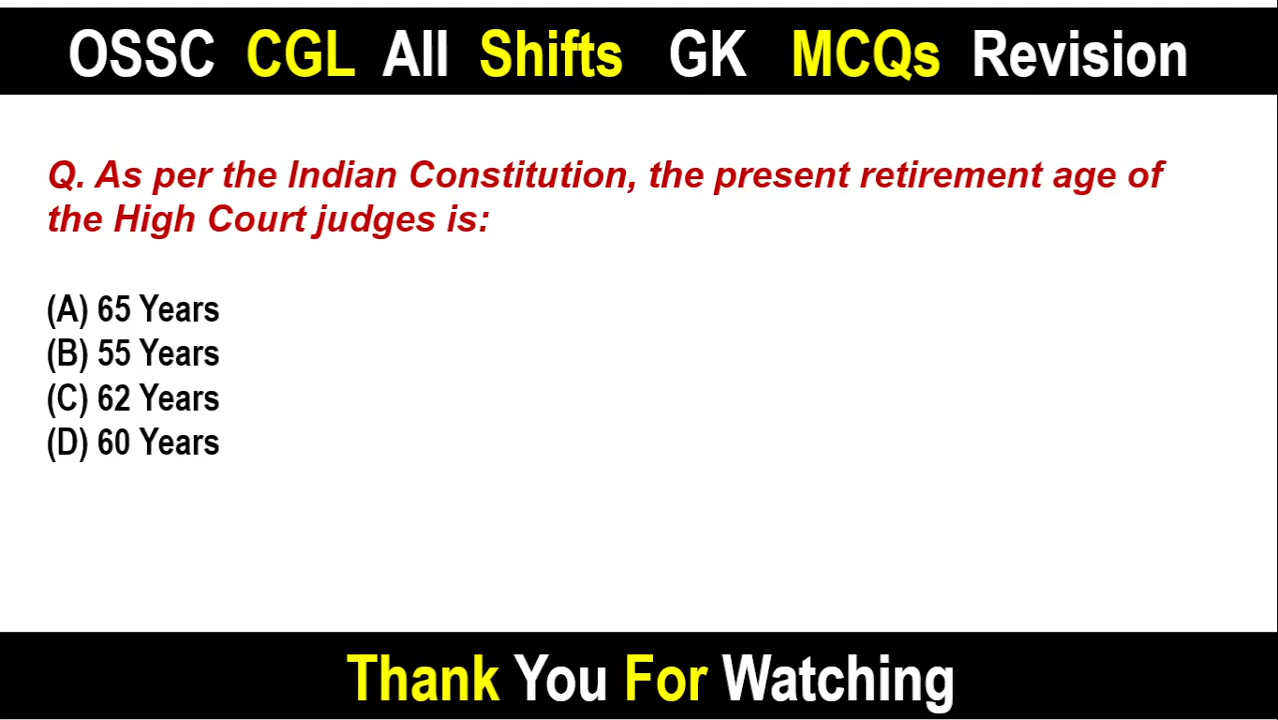 OSSC CGL All Shifts GK MCQs Revision
Q. As per the Indian Constitution, the present retirement age of
the High Court judges is:
(A) 65 Years
(B) 55 Years
(C) 62 Years
(D) 60 Years
Thank You For Watching